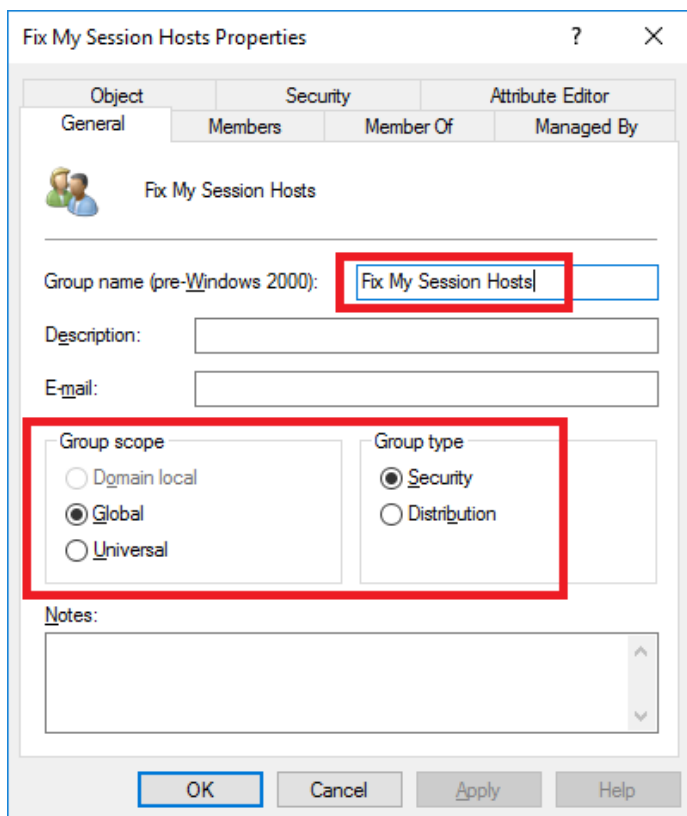 Fix My Session Hosts Properties ?
Object Security Attribute Editor
General Members Member Of Managed By
Fix My Session Hosts
Group name (pre-Windows 2000): Fix My Session Hosts
Description:
E-mail:
Group scope Group type
Domain local Security
Global Distribution
Universal
Notes:
OK Cancel Apply Help